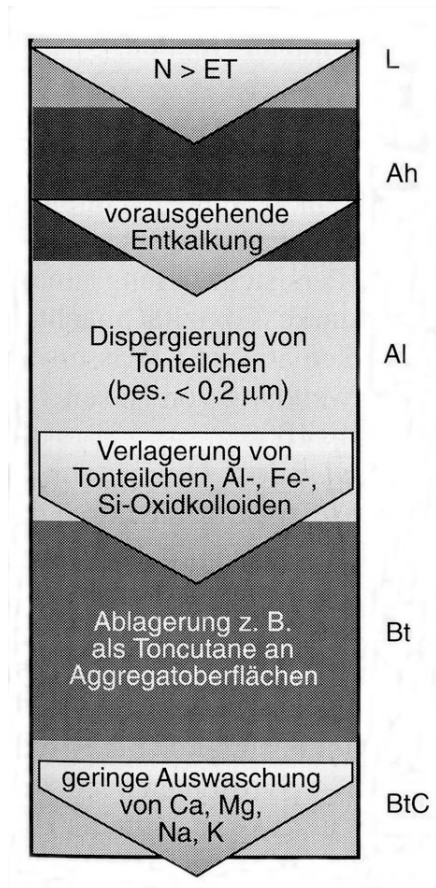 N > ET
L
Ah
vorausgehende
Entkalkung
Dispergierung von
Tonteilchen
(bes. < 0,2 µm)
Al
Verlagerung von
Tonteilchen, Al-, Fe-,
Si-Oxidkolloiden
Ablagerung z. B.
als Toncutane an
Aggregatoberflächen
Bt
geringe Auswaschung
von Ca, Mg,
Na, K
BtC